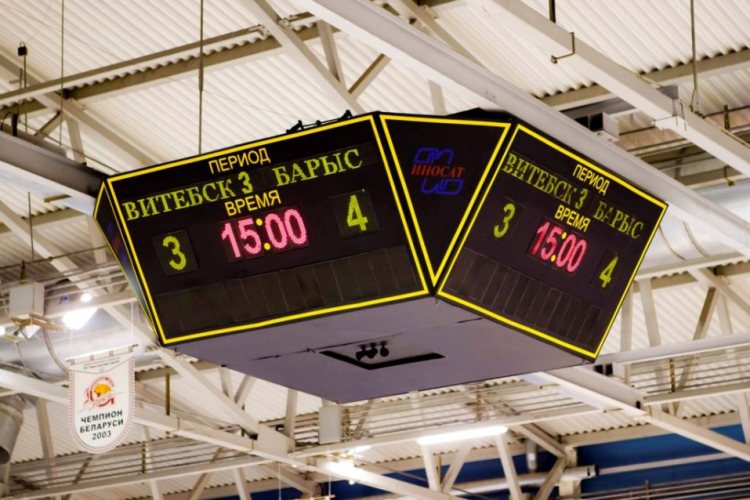 ПЕРИОД
ВИТЕБСК 3 БАРЫС
ВРЕМЯ
3 15:00 4
ИНОСАТ
ПЕРИОД
ВИТЕБСК 3 БАРЫС
ВРЕМЯ
3 15:00 4
ЧЕМПИОН
БЕЛАРУСИ
2003